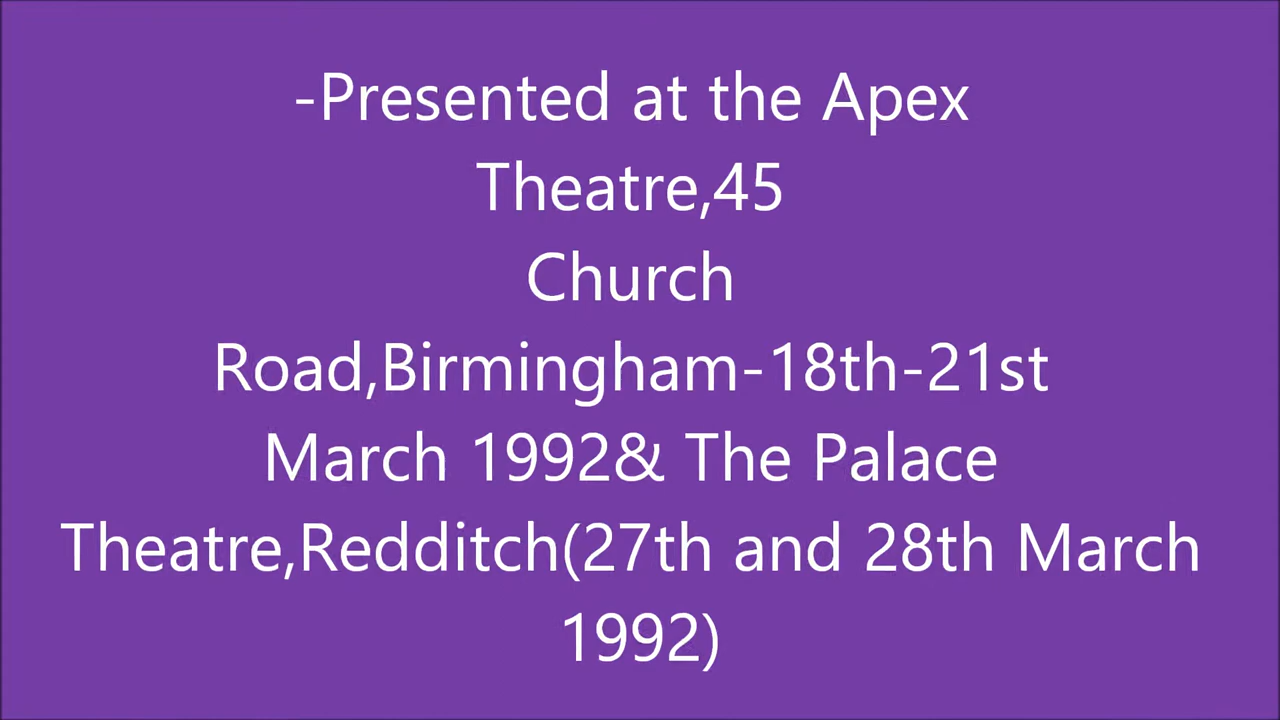 -Presented at the Apex
Theatre,45
Church
Road,Birmingham-18th-21st
March 1992& The Palace
Theatre,Redditch(27th and 28th March
1992)